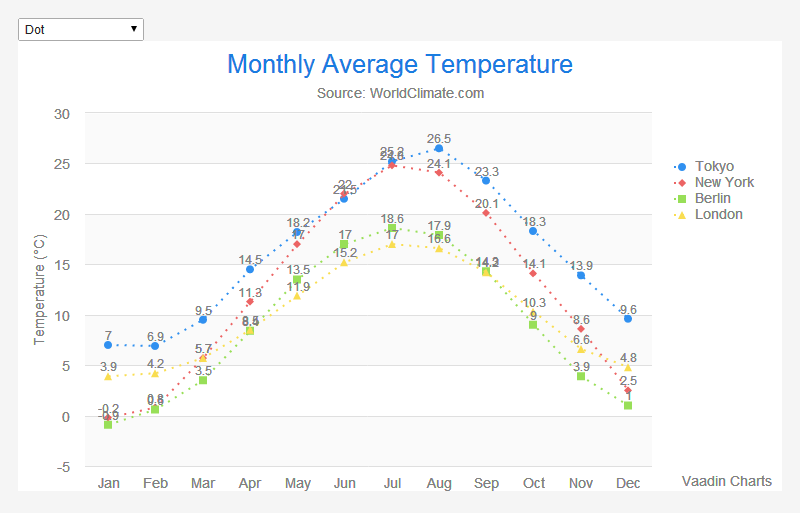 Dot
Monthly Average Temperature
Source: WorldClimate.com
Temperature (°C)
30
25
20
15
10
5
0
-5
Jan Feb Mar Apr May Jun Jul Aug Sep Oct Nov Dec
7 6.9 9.5 14.5 18.2 21.5 25.2 26.5 23.3 18.3 13.9 9.6
-0.2 0.8 5.7 11.3 17 22 24.8 24.1 20.1 14.1 8.6 2.5
-0.9 0.6 3.5 8.4 13.5 17 18.6 17.9 14.3 9 3.9 1
3.9 4.2 5.7 8.5 11.9 15.2 17 16.6 14.2 10.3 6.6 4.8
Tokyo
New York
Berlin
London
Vaadin Charts